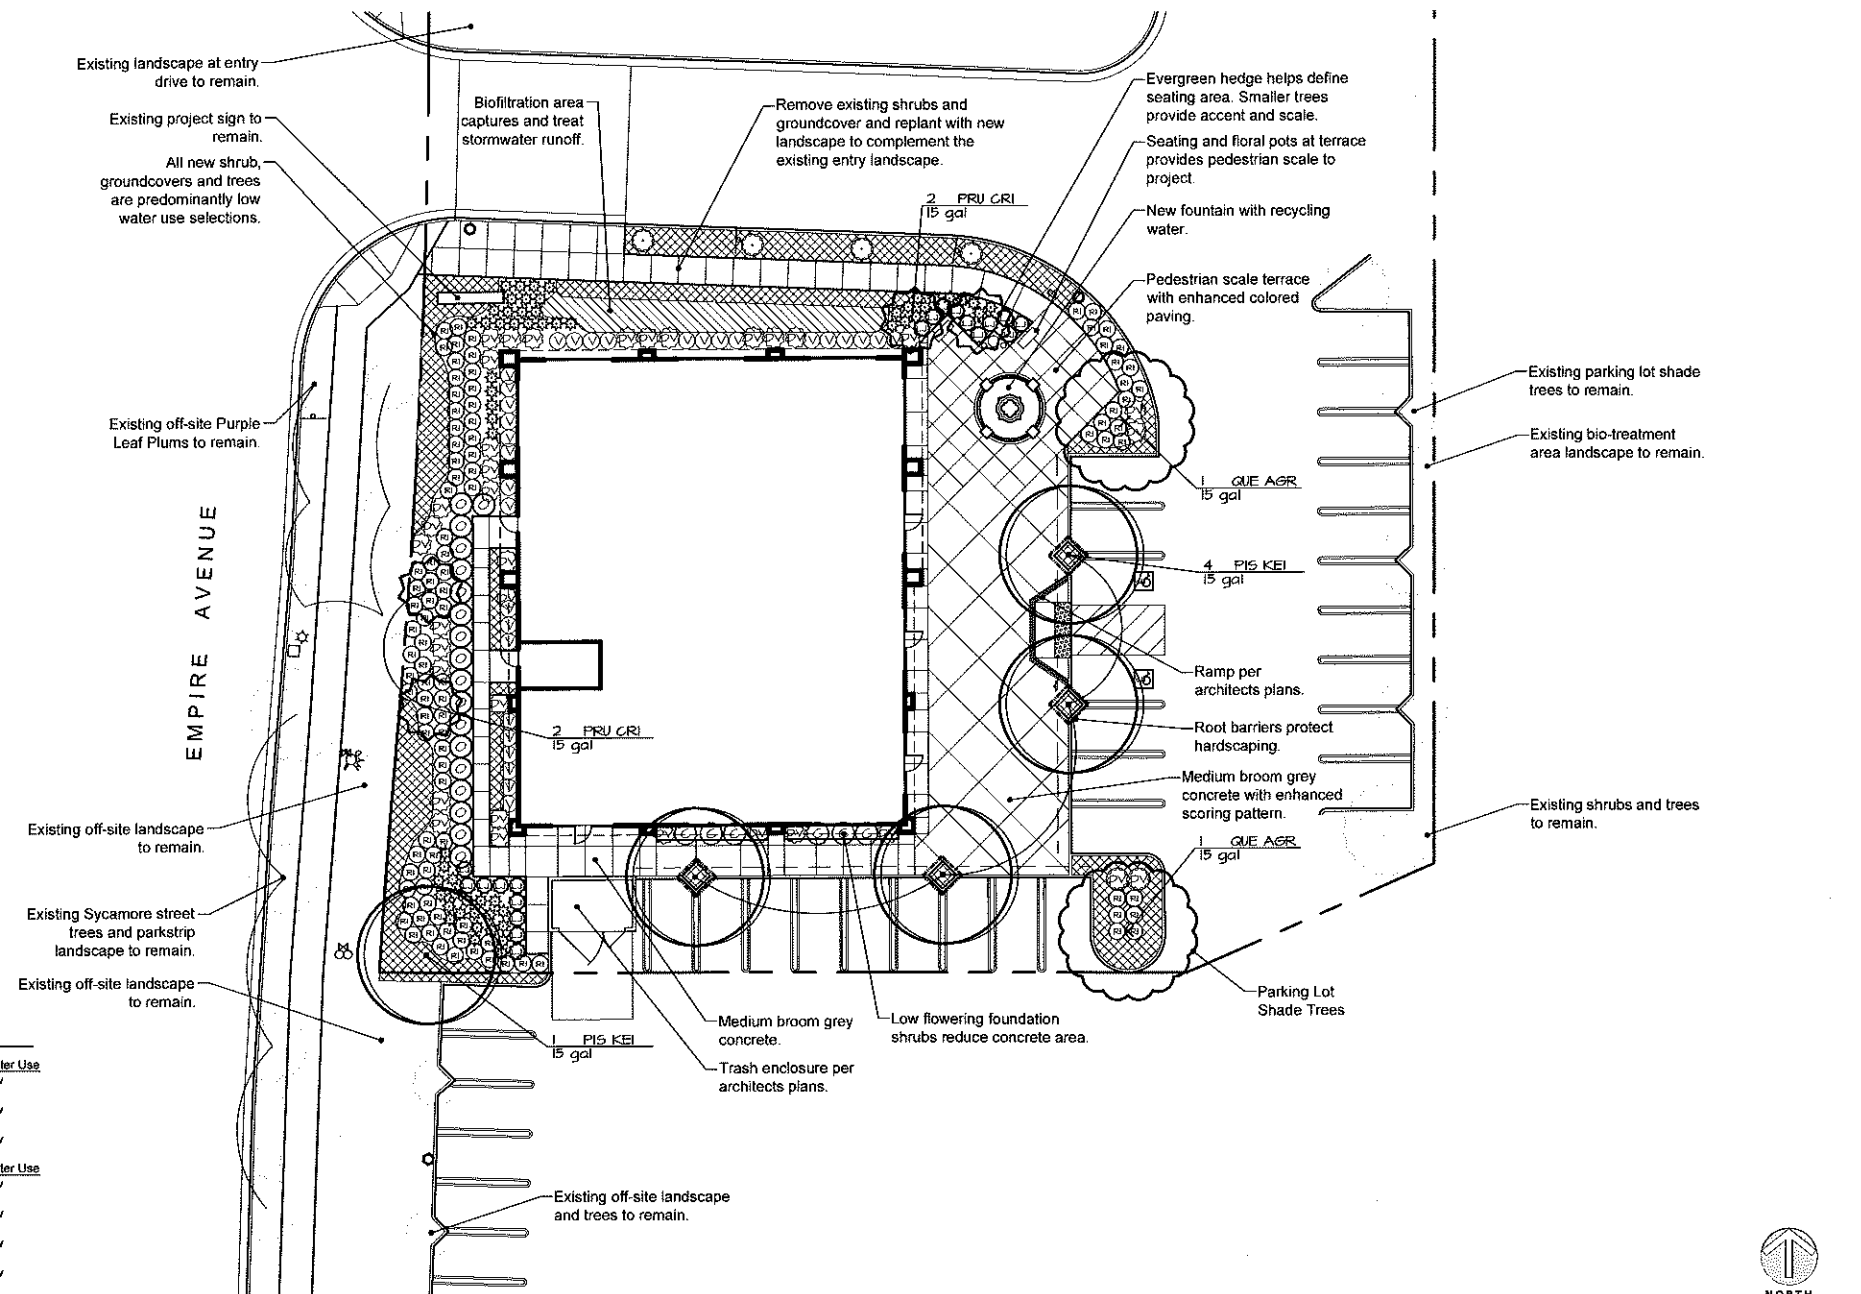 Existing landscape at entry
drive to remain.
Existing project sign to
remain.
All new shrub,
groundcovers and trees
are predominantly low
water use selections.
Biofiltration area
captures and treat
stormwater runoff.
Remove existing shrubs and
groundcover and replant with new
landscape to complement the
existing entry landscape.
2 PRU CRI
15 gal
Evergreen hedge helps define
seating area. Smaller trees
provide accent and scale.
Seating and floral pots at terrace
provides pedestrian scale to
project.
New fountain with recycling
water.
Pedestrian scale terrace
with enhanced colored
paving.
Existing parking lot shade
trees to remain.
Existing bio-treatment
area landscape to remain.
Existing off-site Purple
Leaf Plums to remain.
1 QUE AGR
15 gal
4 PIS KEI
15 gal
EMPIRE AVENUE
Ramp per
architects plans.
Root barriers protect
hardscaping.
2 PRU CRI
15 gal
Medium broom grey
concrete with enhanced
scoring pattern.
Existing shrubs and trees
to remain.
Existing off-site landscape
to remain.
1 QUE AGR
15 gal
Existing Sycamore street
trees and parkstrip
landscape to remain.
Existing off-site landscape
to remain.
Parking Lot
Shade Trees
1 PIS KEI
15 gal
Medium broom grey
concrete.
Low flowering foundation
shrubs reduce concrete area.
Trash enclosure per
architects plans.
ter Use
ter Use
Existing off-site landscape
and trees to remain.
NORTH